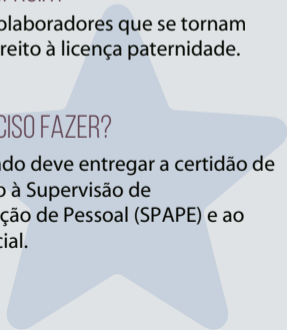 olaboradores que se tornam
reito à licença paternidade.
CISO FAZER?
do deve entregar a certidão de
o à Supervisão de
ção de Pessoal (SPAPE) e ao
cial.